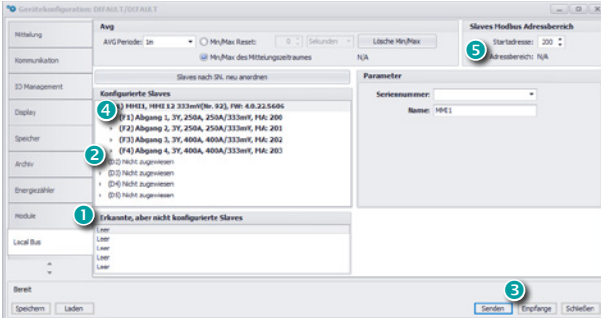 Gerätekonfiguration: DEFAULT/DEFAULT
Mitteilung
Kommunikation
IO Management
Display
Speicher
Archiv
Energiezähler
Module
Local Bus
Avg
AVG Periode: 1m
Min/Max Reset:
0
Sekunden
Lösche Min/Max
Min/Max des Mitteilungszeitraumes
N/A
Slaves Modbus Adressbereich
5
Startadresse: 200
Adressbereich: N/A
Slaves nach SN. neu anordnen
Konfigurierte Slaves
4
1) MMI1, MMI 12 333mV(Nr. 92), FW: 4.0.22.5606
(F1) Abgang 1, 3Y, 250A, 250A/333mV, MA: 200
(F2) Abgang 2, 3Y, 250A, 250A/333mV, MA: 201
(F3) Abgang 3, 3Y, 400A, 400A/333mV, MA: 202
(F4) Abgang 4, 3Y, 400A, 400A/333mV, MA: 203
2
(D2) Nicht zugewiesen
(D3) Nicht zugewiesen
(D4) Nicht zugewiesen
(D5) Nicht zugewiesen
Parameter
Seriennummer:
Name: MMI1
1
Erkannte, aber nicht konfigurierte Slaves
Leer
Leer
Leer
Leer
Leer
Bereit
3
Speichern
Laden
Senden
Empfange
Schließen